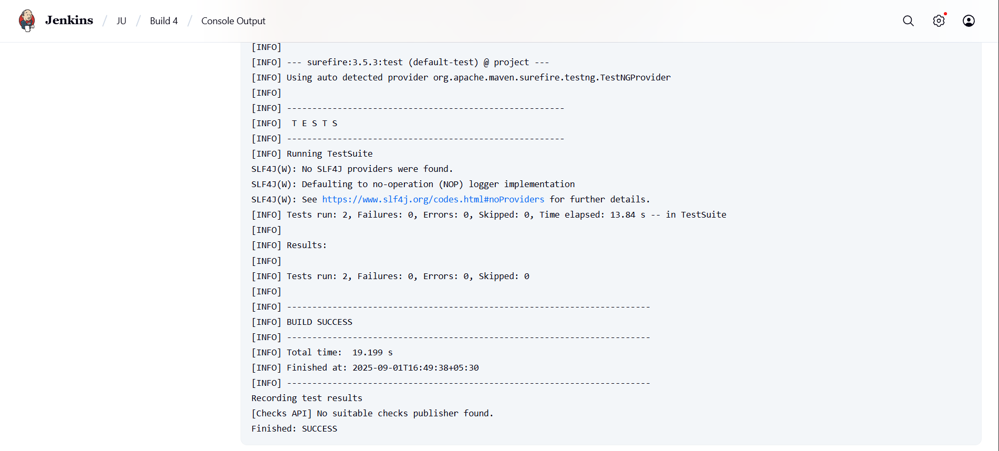 Jenkins / JU / Build 4 / Console Output
[INFO]
[INFO] --- surefire:3.5.3:test (default-test) @ project ---
[INFO] Using auto detected provider org.apache.maven.surefire.testng.TestNGProvider
[INFO]
[INFO] -------------------------------------------------------
[INFO]  T E S T S
[INFO] -------------------------------------------------------
[INFO] Running TestSuite
SLF4J(W): No SLF4J providers were found.
SLF4J(W): Defaulting to no-operation (NOP) logger implementation
SLF4J(W): See https://www.slf4j.org/codes.html#noProviders for further details.
[INFO] Tests run: 2, Failures: 0, Errors: 0, Skipped: 0, Time elapsed: 13.84 s -- in TestSuite
[INFO]
[INFO] Results:
[INFO]
[INFO] Tests run: 2, Failures: 0, Errors: 0, Skipped: 0
[INFO]
[INFO] ------------------------------------------------------------------------
[INFO] BUILD SUCCESS
[INFO] ------------------------------------------------------------------------
[INFO] Total time:  19.199 s
[INFO] Finished at: 2025-09-01T16:49:38+05:30
[INFO] ------------------------------------------------------------------------
Recording test results
[Checks API] No suitable checks publisher found.
Finished: SUCCESS